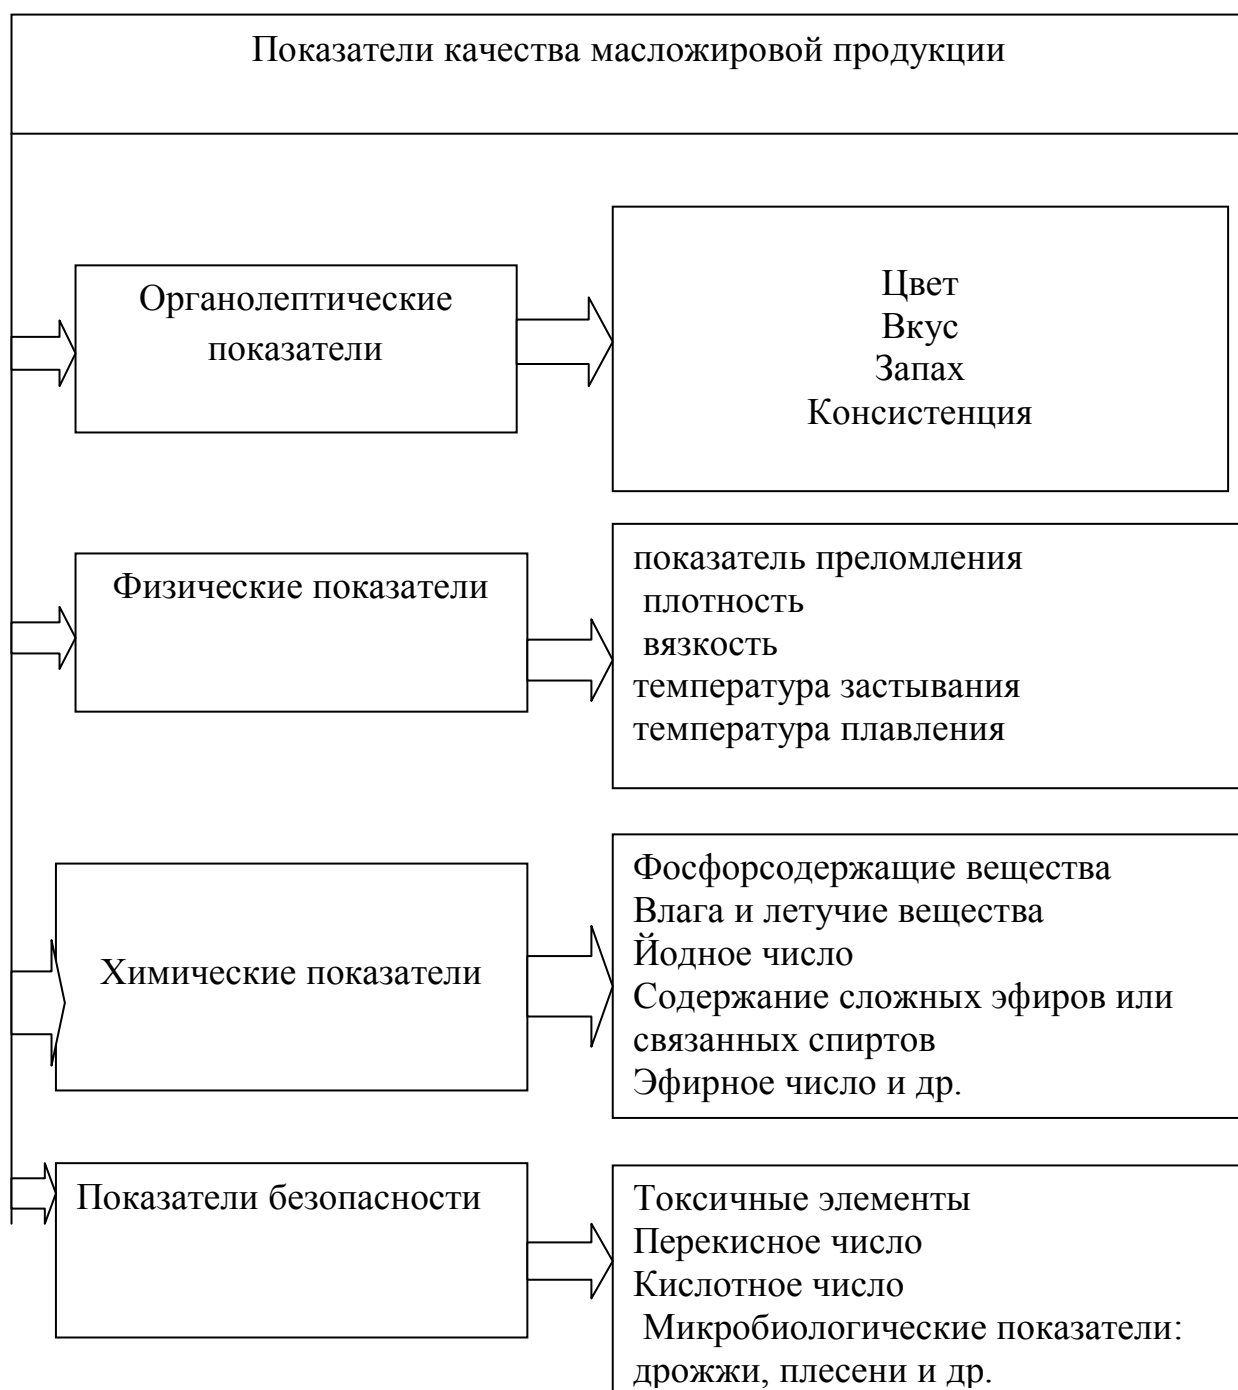 Показатели качества масложировой продукции
Органолептические
показатели
Цвет
Вкус
Запах
Консистенция
Физические показатели
показатель преломления
плотность
вязкость
температура застывания
температура плавления
Химические показатели
Фосфорсодержащие вещества
Влага и летучие вещества
Йодное число
Содержание сложных эфиров или
связанных спиртов
Эфирное число и др.
Показатели безопасности
Токсичные элементы
Перекисное число
Кислотное число
Микробиологические показатели:
дрожжи, плесени и др.